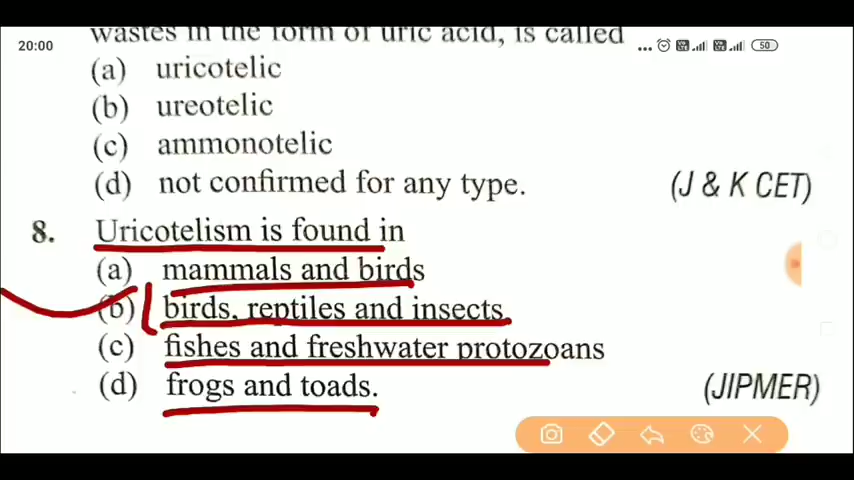 wastes in the form of uric acid, is called
20:00
... 50
(a) uricotelic
(b) ureotelic
(c) ammonotelic
(d) not confirmed for any type.
(J & K CET)
8. Uricotelism is found in
(a) mammals and birds
(b) birds, reptiles and insects
(c) fishes and freshwater protozoans
(d) frogs and toads.
(JIPMER)